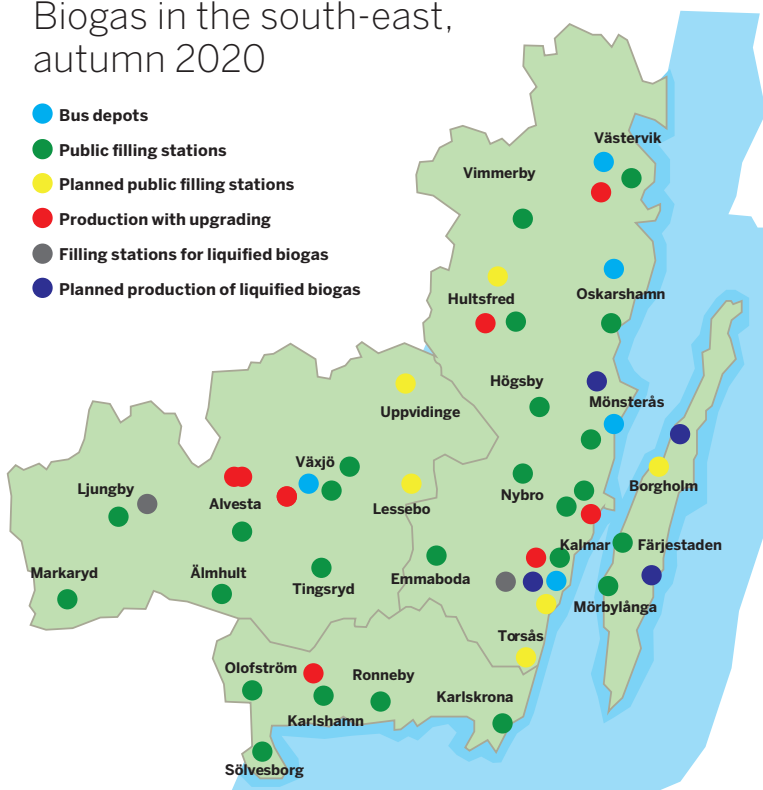 Biogas in the south-east,
autumn 2020
Bus depots
Public filling stations
Planned public filling stations
Production with upgrading
Filling stations for liquified biogas
Planned production of liquified biogas
Västervik
Vimmerby
Hultsfred
Oskarshamn
Högsby
Mönsterås
Uppvidinge
Växjö
Ljungby
Alvesta
Lessebo
Nybro
Borgholm
Kalmar
Färjestaden
Markaryd
Älmhult
Tingsryd
Emmaboda
Mörbylånga
Torsås
Olofström
Ronneby
Karlskrona
Karlshamn
Sölvesborg